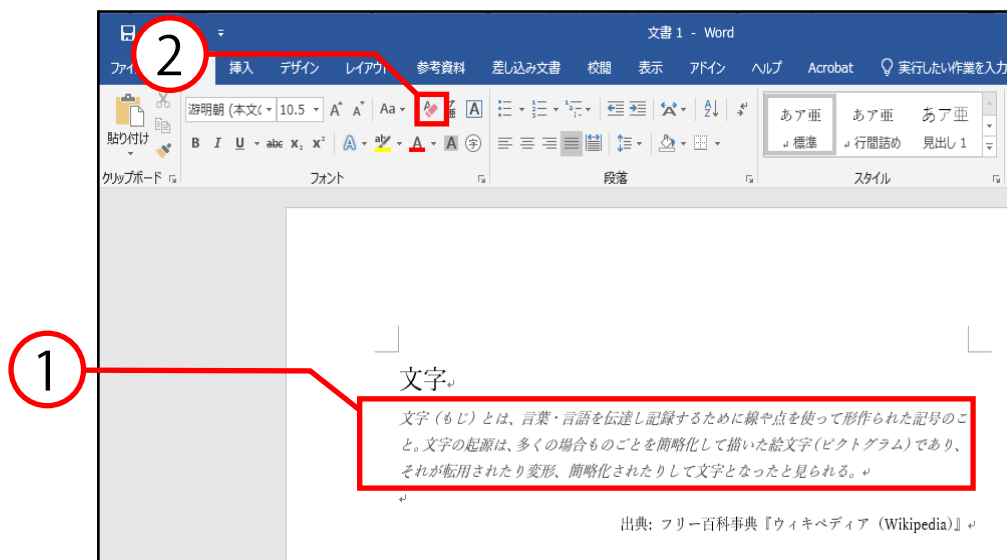 文書 1 - Word
2
ファイ 挿入 デザイン レイアウト 参考資料 差し込み文書 校閲 表示 アドイン ヘルプ Acrobat 実行したい作業を入力
貼り付け
游明朝 (本文( 10.5 A A Aa A
B I U abc x₂ x² A aby A A 字
あア亜 あア亜 あア亜
標準 行間詰め 見出し 1
クリップボード フォント 段落 スタイル
1
文字
文字（もじ）とは、言葉・言語を伝達し記録するために線や点を使って形作られた記号のこ
と。文字の起源は、多くの場合ものごとを簡略化して描いた絵文字(ピクトグラム)であり、
それが転用されたり変形、簡略化されたりして文字となったと見られる。
出典: フリー百科事典『ウィキペディア（Wikipedia）』